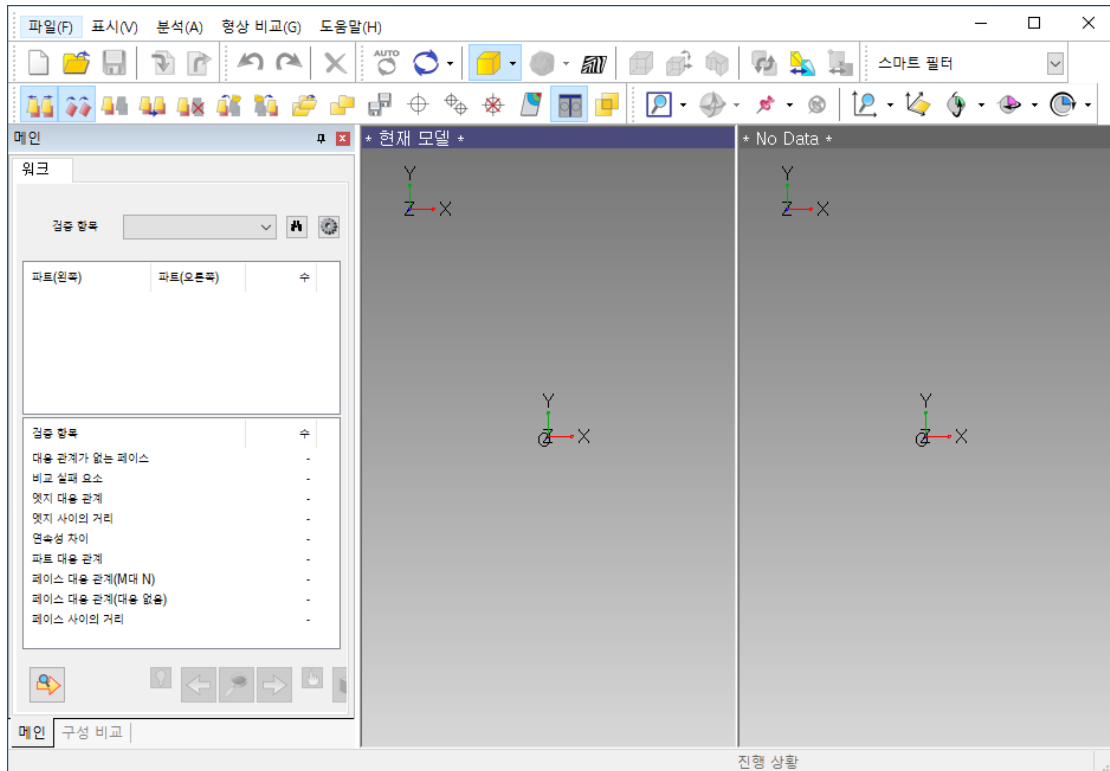 파일(F) 표시(V) 분석(A) 형상 비교(G) 도움말(H)
AUTO
스마트 필터
메인
* 현재 모델 *
* No Data *
워크
Y
Z X
Y
Z X
검증 항목
파트(왼쪽) 파트(오른쪽) 수
Y
Z X
Y
Z X
검증 항목 수
대응 관계가 없는 페이스 -
비교 실패 요소 -
엣지 대응 관계 -
엣지 사이의 거리 -
연속성 차이 -
파트 대응 관계 -
페이스 대응 관계(M대 N) -
페이스 대응 관계(대응 없음) -
페이스 사이의 거리 -
메인 구성 비교
진행 상황